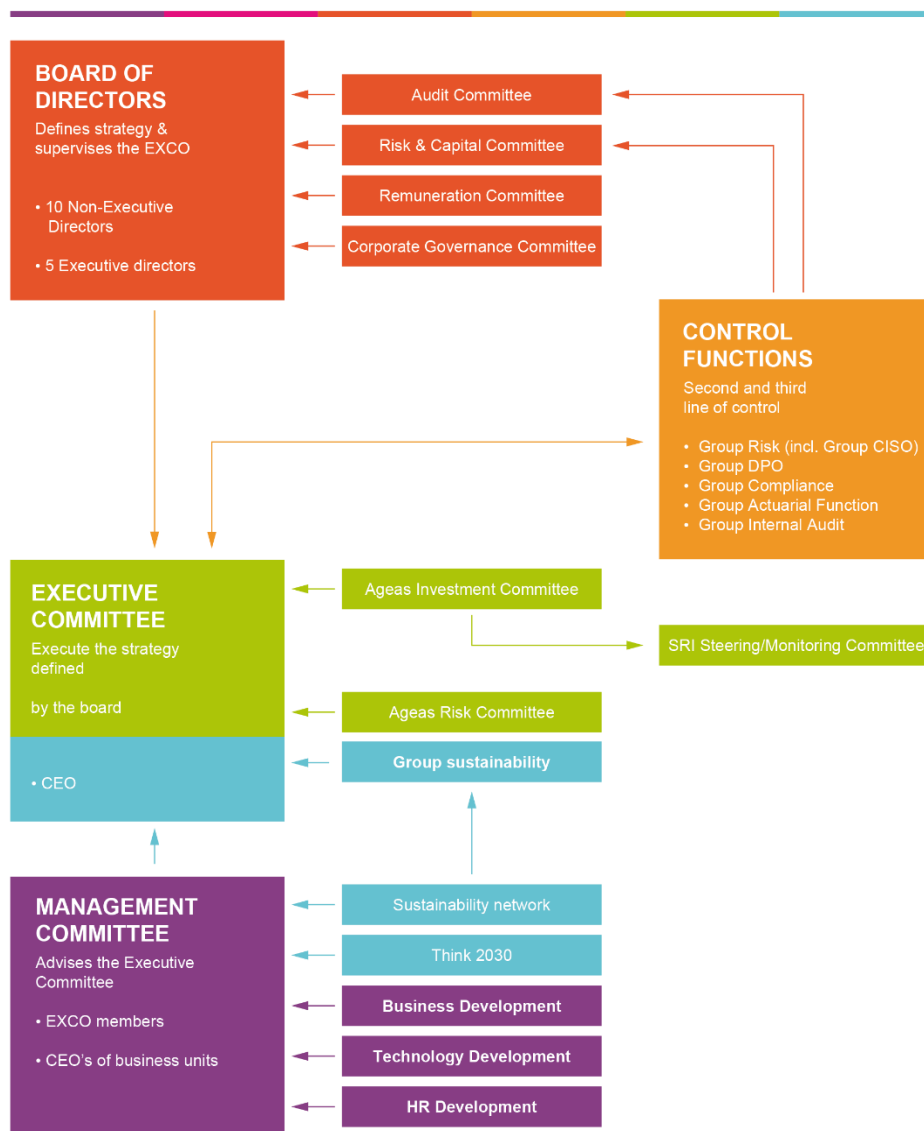 BOARD OF
DIRECTORS
Defines strategy &
supervises the EXCO
• 10 Non-Executive
Directors
• 5 Executive directors
Audit Committee
Risk & Capital Committee
Remuneration Committee
Corporate Governance Committee
CONTROL
FUNCTIONS
Second and third
line of control
• Group Risk (incl. Group CISO)
• Group DPO
• Group Compliance
• Group Actuarial Function
• Group Internal Audit
EXECUTIVE
COMMITTEE
Execute the strategy
defined
by the board
• CEO
Ageas Investment Committee
SRI Steering/Monitoring Committee
Ageas Risk Committee
Group sustainability
MANAGEMENT
COMMITTEE
Advises the Executive
Committee
• EXCO members
• CEO's of business units
Sustainability network
Think 2030
Business Development
Technology Development
HR Development